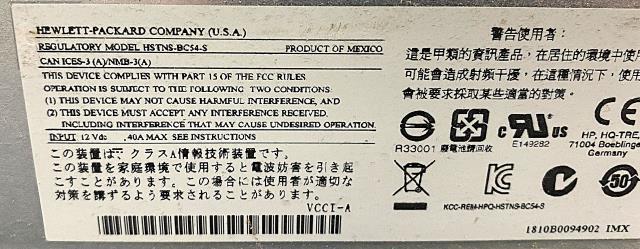 HEWLETT-PACKARD COMPANY (U.S.A.)
REGULATORY MODEL HSTNS-BC54-S PRODUCT OF MEXICO
CAN ICES-3 (A)/NMB-3(A)
THIS DEVICE COMPLIES WITH PART 15 OF THE FCC RULES
OPERATION IS SUBJECT TO THE FOLLOWING TWO CONDITIONS:
(1) THIS DEVICE MAY NOT CAUSE HARMFUL INTERFERENCE, AND
(2) THIS DEVICE MUST ACCEPT ANY INTERFERENCE RECEIVED,
INCLUDING INTERFERENCE THAT MAY CAUSE UNDESIRED OPERATION.
INPUT 12 Vdc 40A MAX SEE INSTRUCTIONS
この装置は、クラスA情報技術装置です。
この装置を家庭環境で使用すると電波妨害を引き起
こすことがあります。この場合には使用者が適切な
対策を講ずるよう要求されることがあります。
VCCI-A
警告使用者:
這是甲類的資訊產品，在居住的環境中使
可能會造成射頻干擾，在這種情況下，使用
會被要求採取某些適當的對策。
R33001 廢電池請回收 c RU us E149282 CE
HP, HQ-TRE
71004 Boeblinge
Germany
KCC-REM-HPQ-HSTNS-BC54-S
50
1810B0094902 IMX